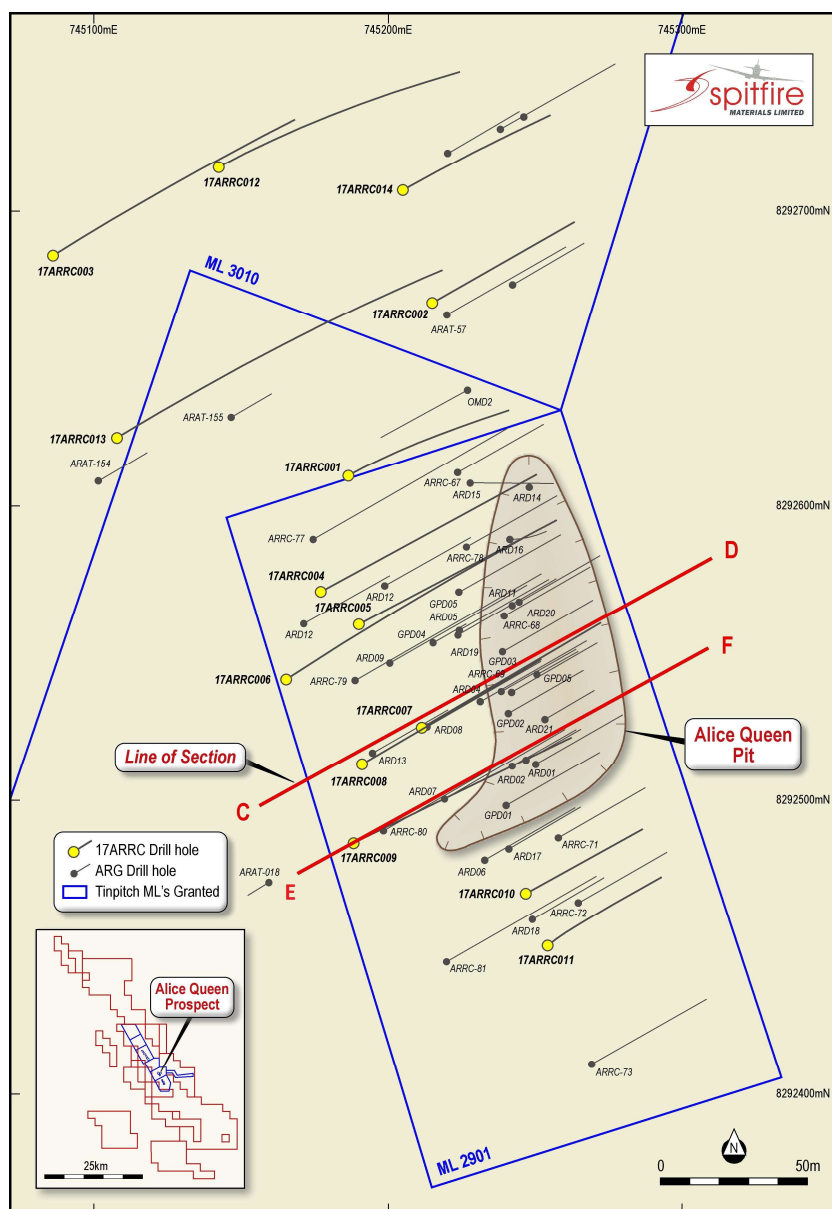 745100mE
745200mE
745300mE
spitfire
MATERIALS LIMITED
17ARRC012
17ARRC014
8292700mN
17ARRC003
ML 3010
17ARRC002
ARAT-57
OMD2
ARAT-155
17ARRC013
ARAT-154
17ARRC001
ARRC-67
ARD15
ARD14
8292600mN
ARRC-77
ARD16
ARRC-78
17ARRC004
ARD12
D
17ARRC005
GPD05
ARD11
ARD20
ARD12
ARD05
ARRC-68
GPD04
ARD19
F
ARD09
GPD03
17ARRC006
ARRC-79
ARRC-69
GPD05
ARD04
17ARRC007
ARD08
GPD02
ARD21
Alice Queen
Pit
Line of Section
ARD13
17ARRC008
ARD02
ARD01
C
ARD07
GPD01
8292500mN
ARRC-80
17ARRC Drill hole
ARG Drill hole
Tinpitch ML's Granted
17ARRC009
ARRC-71
ARD17
ARD06
ARAT-018
E
17ARRC010
ARRC-72
ARD18
17ARRC011
ARRC-81
Alice Queen
Prospect
ARRC-73
8292400mN
25km
ML 2901
N
0
50m